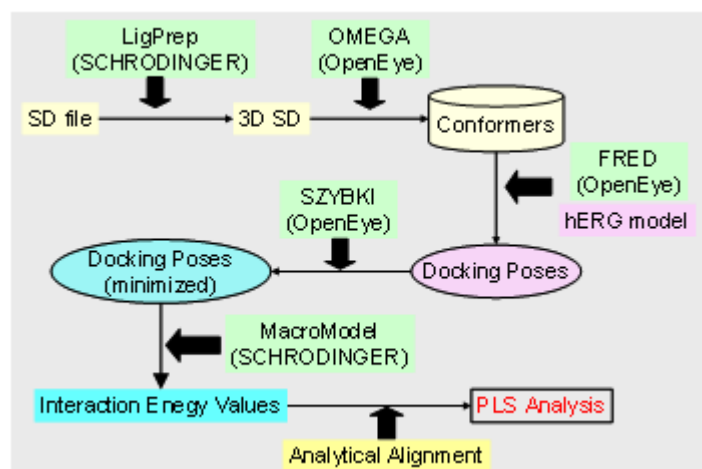 LigPrep
(SCHRODINGER)
OMEGA
(OpenEye)
SD file
3D SD
Conformers
FRED
(OpenEye)
hERG model
SZYBKI
(OpenEye)
Docking Poses
(minimized)
Docking Poses
MacroModel
(SCHRODINGER)
Interaction Enegy Values
PLS Analysis
Analytical Alignment